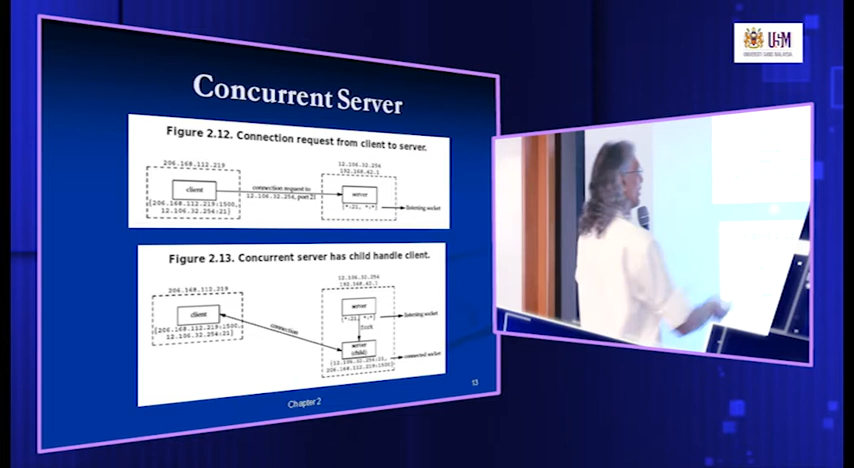 Concurrent Server
Figure 2.12. Connection request from client to server.
206.168.112.219
client
{206.168.112.219:1500,
12.106.32.254:21}
connection request to
12.106.32.254, port 21
12.106.32.254
192.168.42.1
server
{*:21, *:*}
listening socket
Figure 2.13. Concurrent server has child handle client.
206.168.112.219
client
{206.168.112.219:1500,
12.106.32.254:21}
connection
12.106.32.254
192.168.42.1
server
{*:21, *:*}
listening socket
fork
server
(child)
{12.106.32.254:21,
206.168.112.219:1500}
connected socket
Chapter 2
13
USM
UNIVERSITI SAINS MALAYSIA